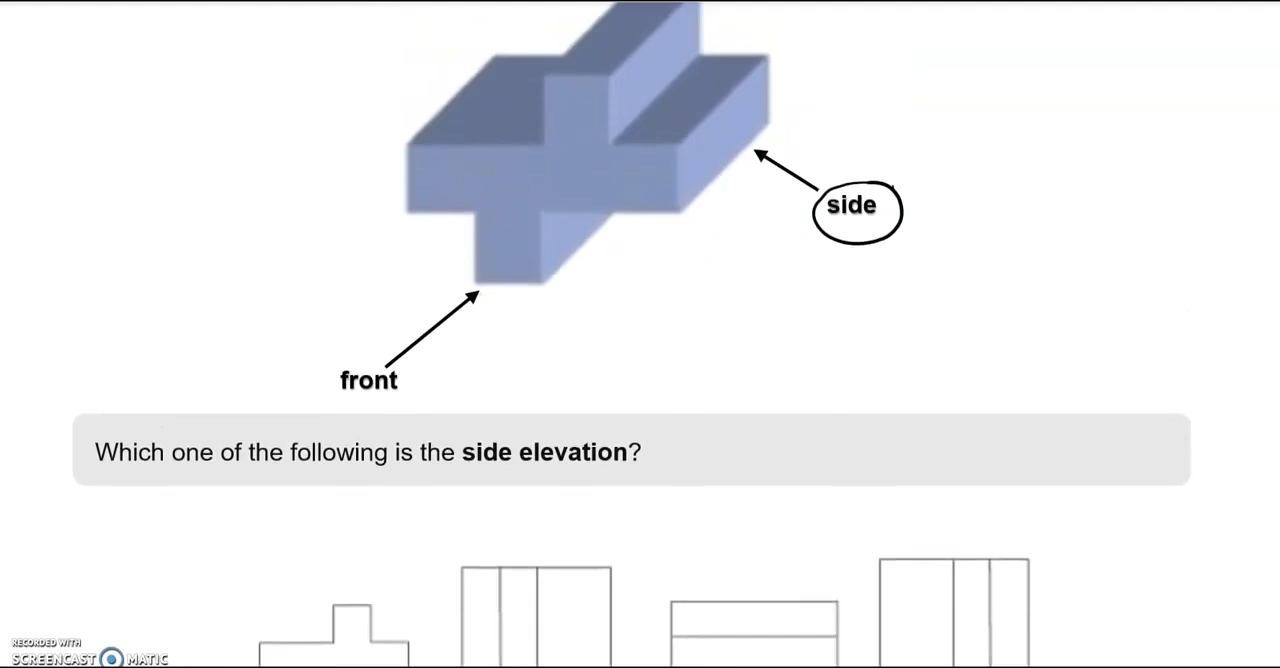 side
front
Which one of the following is the side elevation?
RECORDED WITH
SCREENCAST MATIC